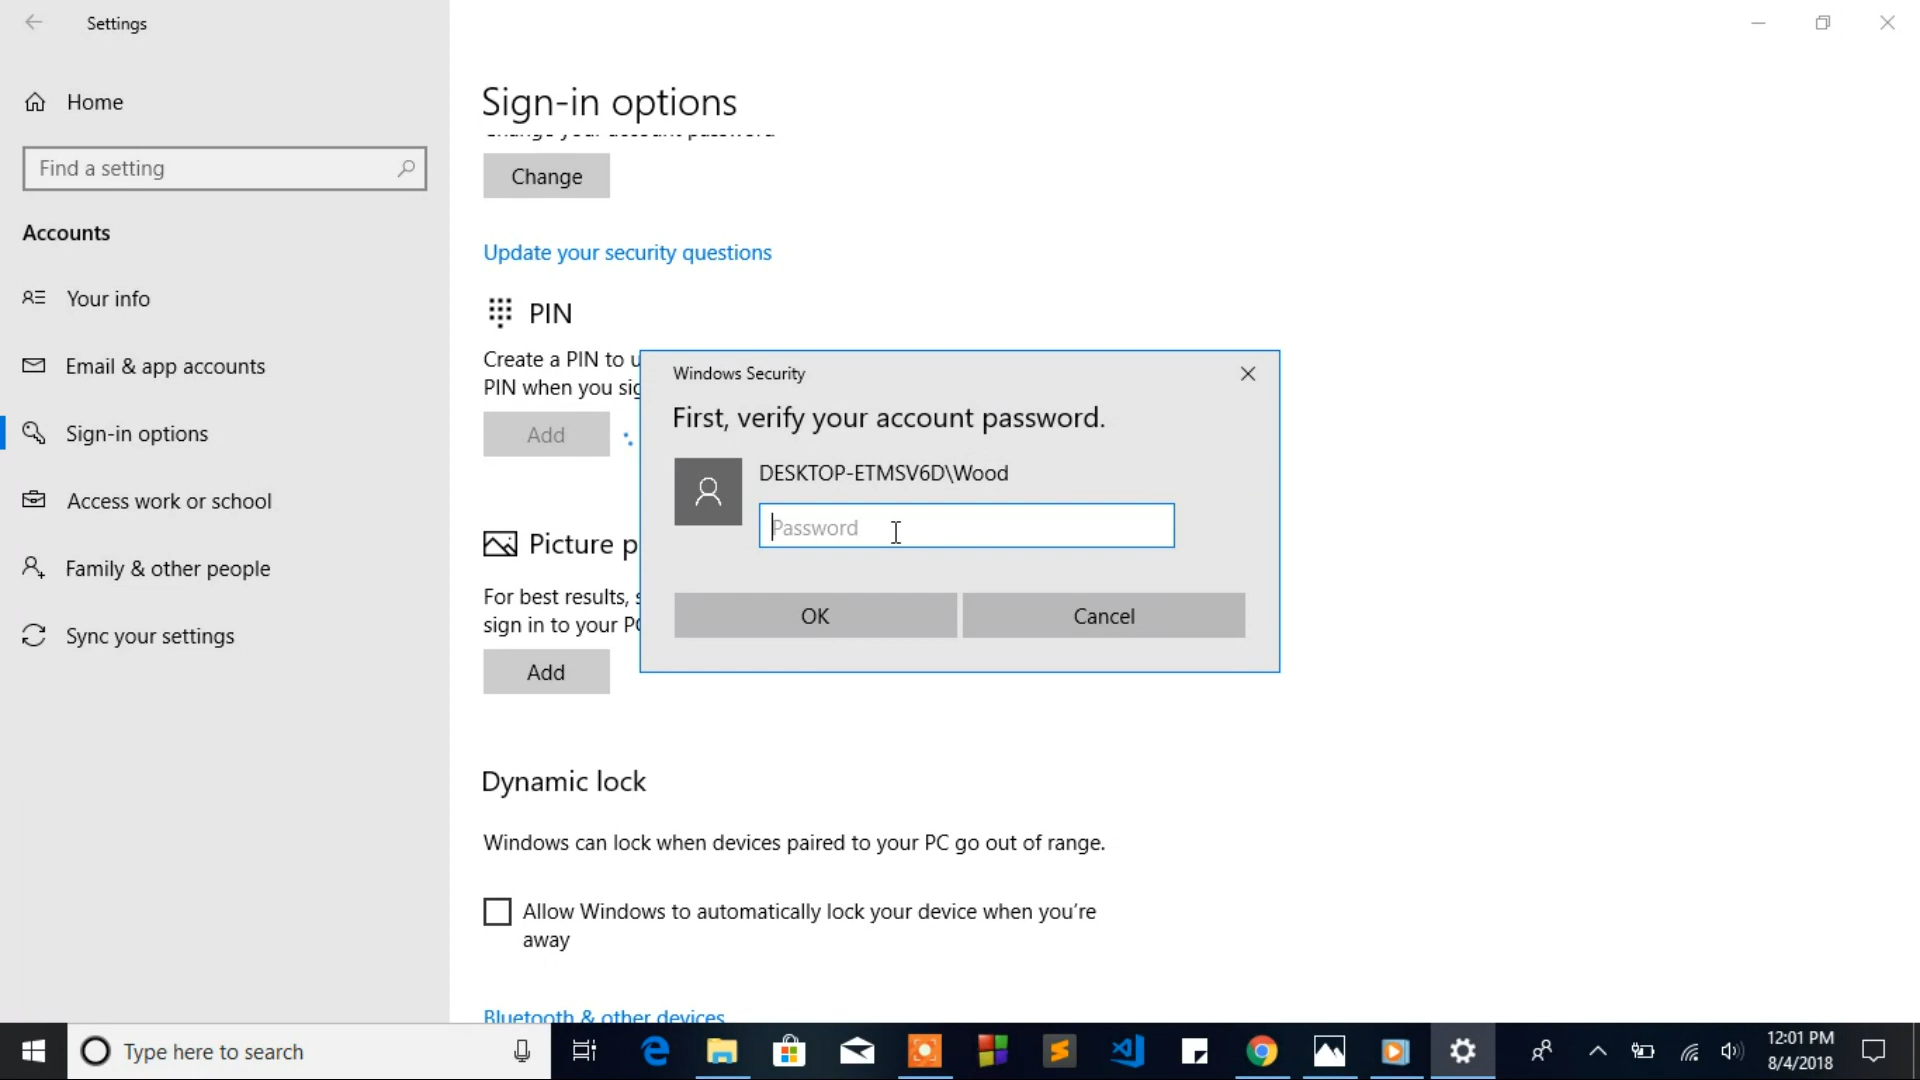 Settings
Home
Find a setting
Accounts
Your info
Email & app accounts
Sign-in options
Access work or school
Family & other people
Sync your settings
Sign-in options
Change your account password
Change
Update your security questions
PIN
Create a PIN to u
PIN when you sig
Add
Picture p
For best results, s
sign in to your PC
Add
Windows Security
First, verify your account password.
DESKTOP-ETMSV6D\Wood
Password
OK
Cancel
Dynamic lock
Windows can lock when devices paired to your PC go out of range.
Allow Windows to automatically lock your device when you're
away
Bluetooth & other devices
Type here to search
12:01 PM
8/4/2018